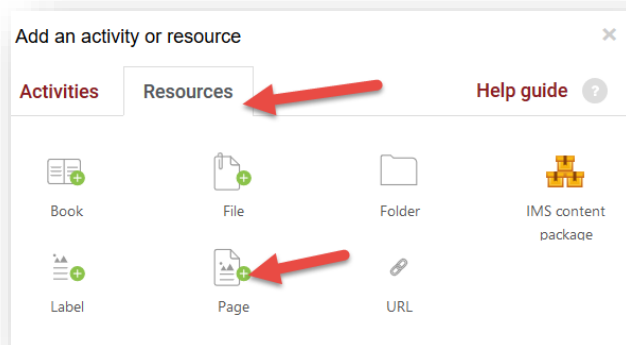 Add an activity or resource
Activities Resources Help guide ?
Book File Folder IMS content
package
Label Page URL